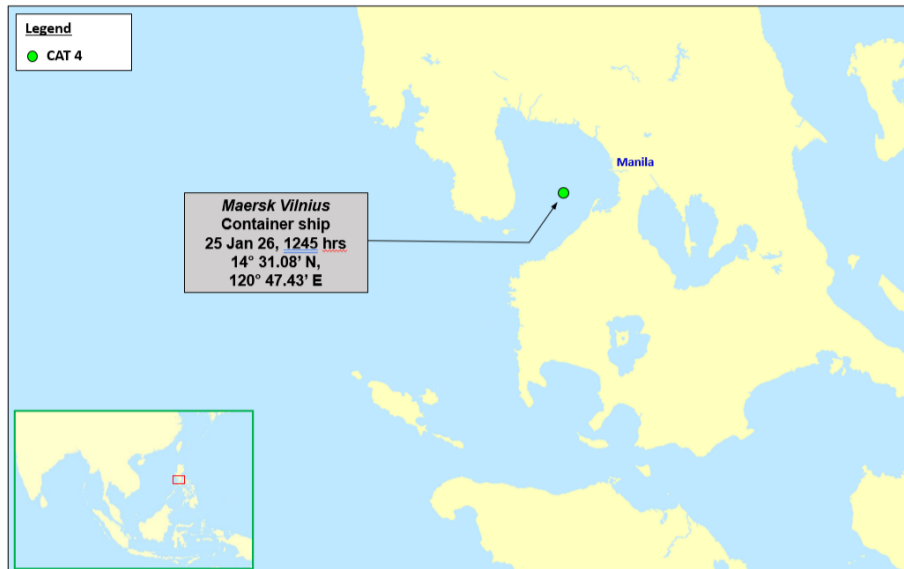 Legend
CAT 4
Manila
Maersk Vilnius
Container ship
25 Jan 26, 1245 hrs
14° 31.08’ N,
120° 47.43’ E